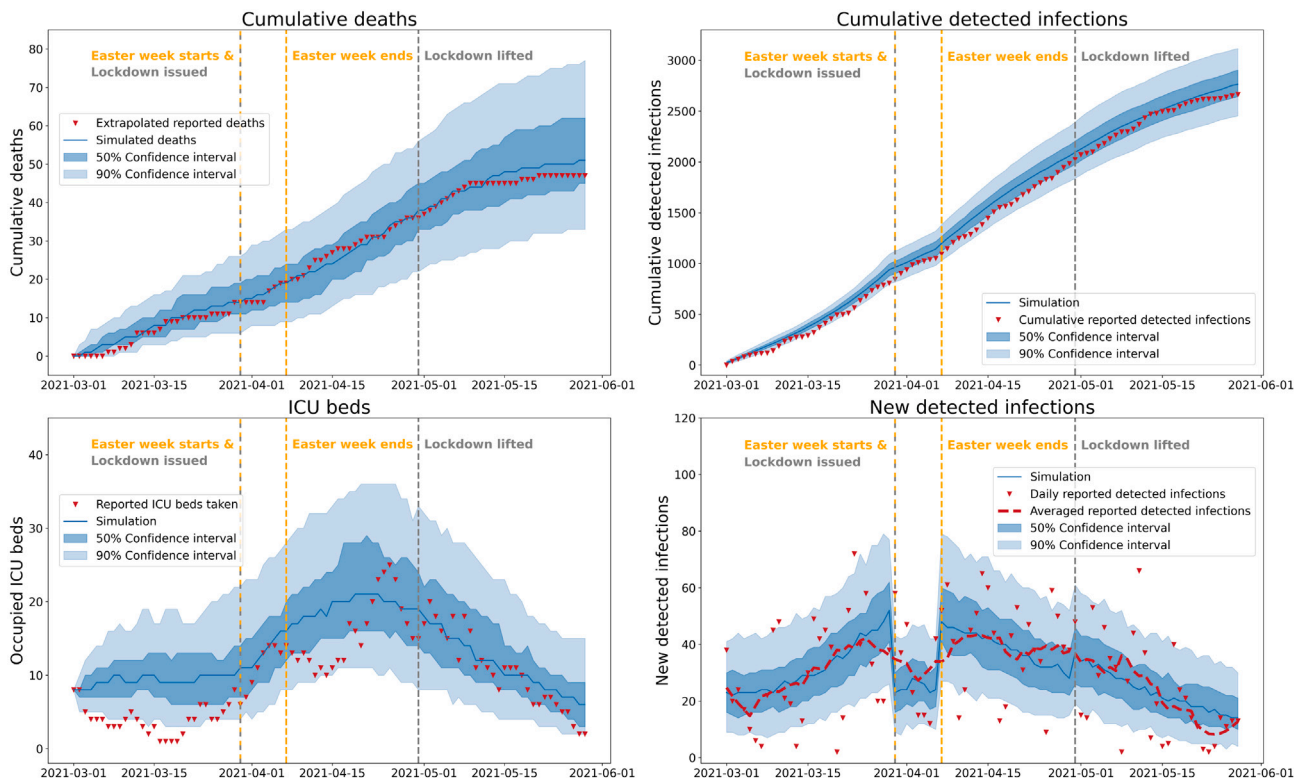 Cumulative deaths
Easter week starts &
Lockdown issued
Easter week ends
Lockdown lifted
Extrapolated reported deaths
Simulated deaths
50% Confidence interval
90% Confidence interval
Cumulative deaths
80
70
60
50
40
30
20
10
0
2021-03-01 2021-03-15 2021-04-01 2021-04-15 2021-05-01 2021-05-15 2021-06-01
Cumulative detected infections
Easter week starts &
Lockdown issued
Easter week ends
Lockdown lifted
Cumulative detected infections
3000
2500
2000
1500
1000
500
0
Simulation
Cumulative reported detected infections
50% Confidence interval
90% Confidence interval
2021-03-01 2021-03-15 2021-04-01 2021-04-15 2021-05-01 2021-05-15 2021-06-01
ICU beds
Easter week starts &
Lockdown issued
Easter week ends
Lockdown lifted
Reported ICU beds taken
Simulation
50% Confidence interval
90% Confidence interval
Occupied ICU beds
40
30
20
10
0
2021-03-01 2021-03-15 2021-04-01 2021-04-15 2021-05-01 2021-05-15 2021-06-01
New detected infections
Easter week starts &
Lockdown issued
Easter week ends
Lockdown lifted
Simulation
Daily reported detected infections
Averaged reported detected infections
50% Confidence interval
90% Confidence interval
New detected infections
120
100
80
60
40
20
0
2021-03-01 2021-03-15 2021-04-01 2021-04-15 2021-05-01 2021-05-15 2021-06-01